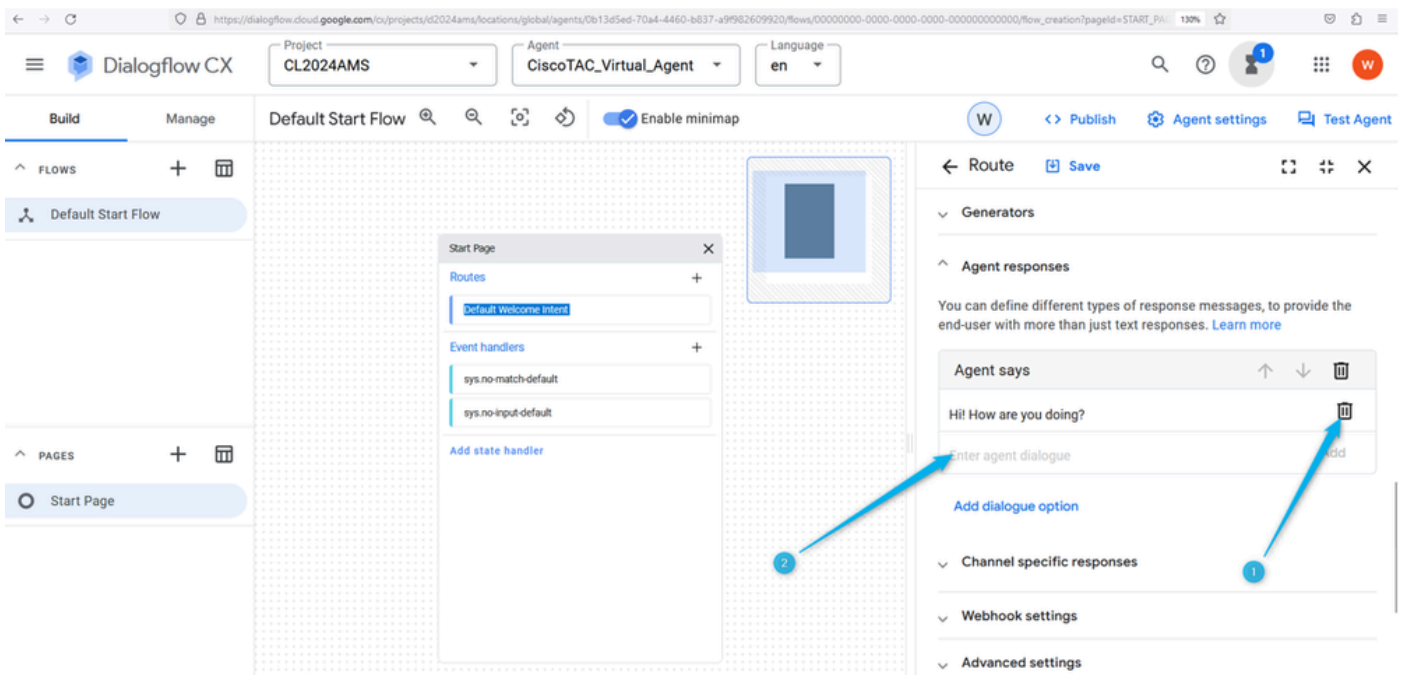 https://dialogflow.cloud.google.com/cx/projects/cl2024ams/locations/global/agents/0b13d5ed-70a4-4460-b837-a9f982609920/flows/00000000-0000-0000-0000-000000000000/flow_creation?pageId=START_PA
130%
Dialogflow CX
Project
CL2024AMS
Agent
CiscoTAC_Virtual_Agent
Language
en
1
W
Build
Manage
Default Start Flow
Enable minimap
W
Publish
Agent settings
Test Agent
FLOWS
Default Start Flow
PAGES
Start Page
Start Page
Routes
Default Welcome Intent
Event handlers
sys.no-match-default
sys.no-input-default
Add state handler
Route
Save
Generators
Agent responses
You can define different types of response messages, to provide the
end-user with more than just text responses. Learn more
Agent says
Hi! How are you doing?
Enter agent dialogue
Add dialogue option
Channel specific responses
Webhook settings
Advanced settings
2
1